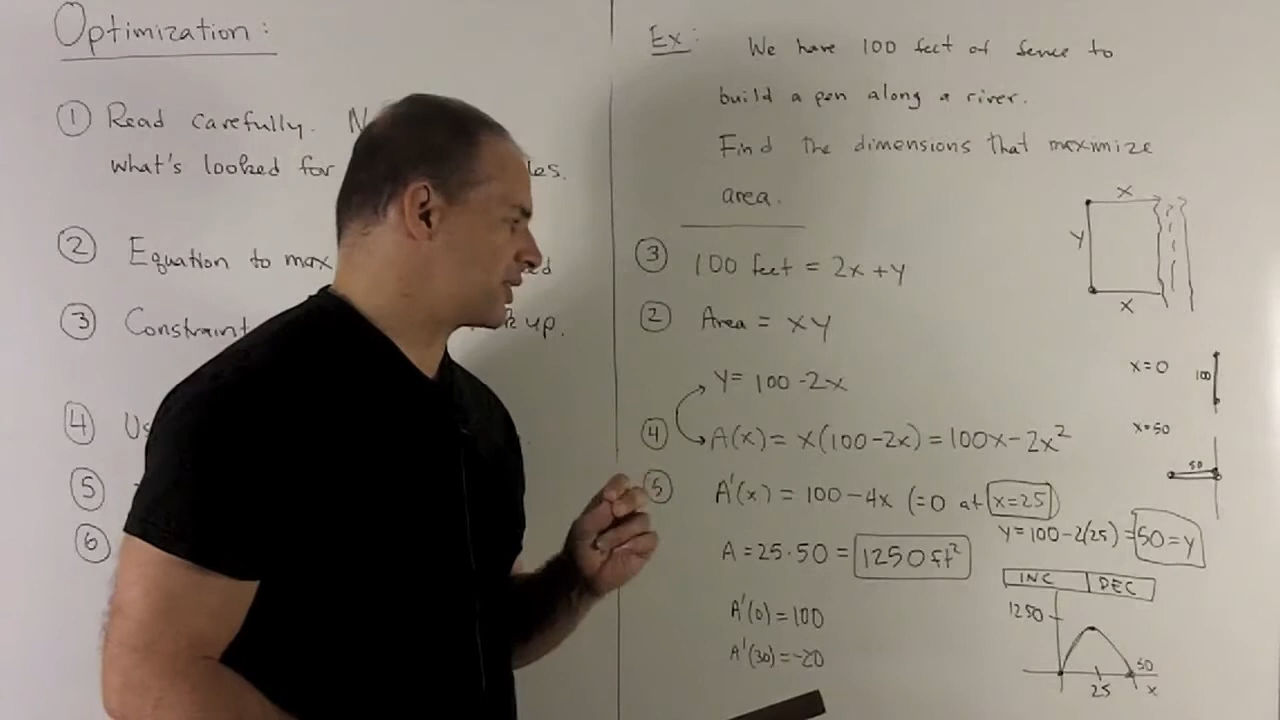 Optimization:
① Read carefully.
what's looked for
② Equation to max
③ Constraint up.
④ Us
⑤
⑥
Ex: We have 100 feet of fence to
build a pen along a river.
Find the dimensions that maximize
area.
x
y
x
③ 100 feet = 2x + y
② Area = xy
y = 100 - 2x
④ A(x) = x(100 - 2x) = 100x - 2x²
⑤ A'(x) = 100 - 4x (=0 at x=25)
y = 100 - 2(25) = 50 = y
A = 25 · 50 = 1250 ft²
A'(0) = 100
A'(30) = -20
x=0
100
x=50
50
INC DEC
1250
50
25 x